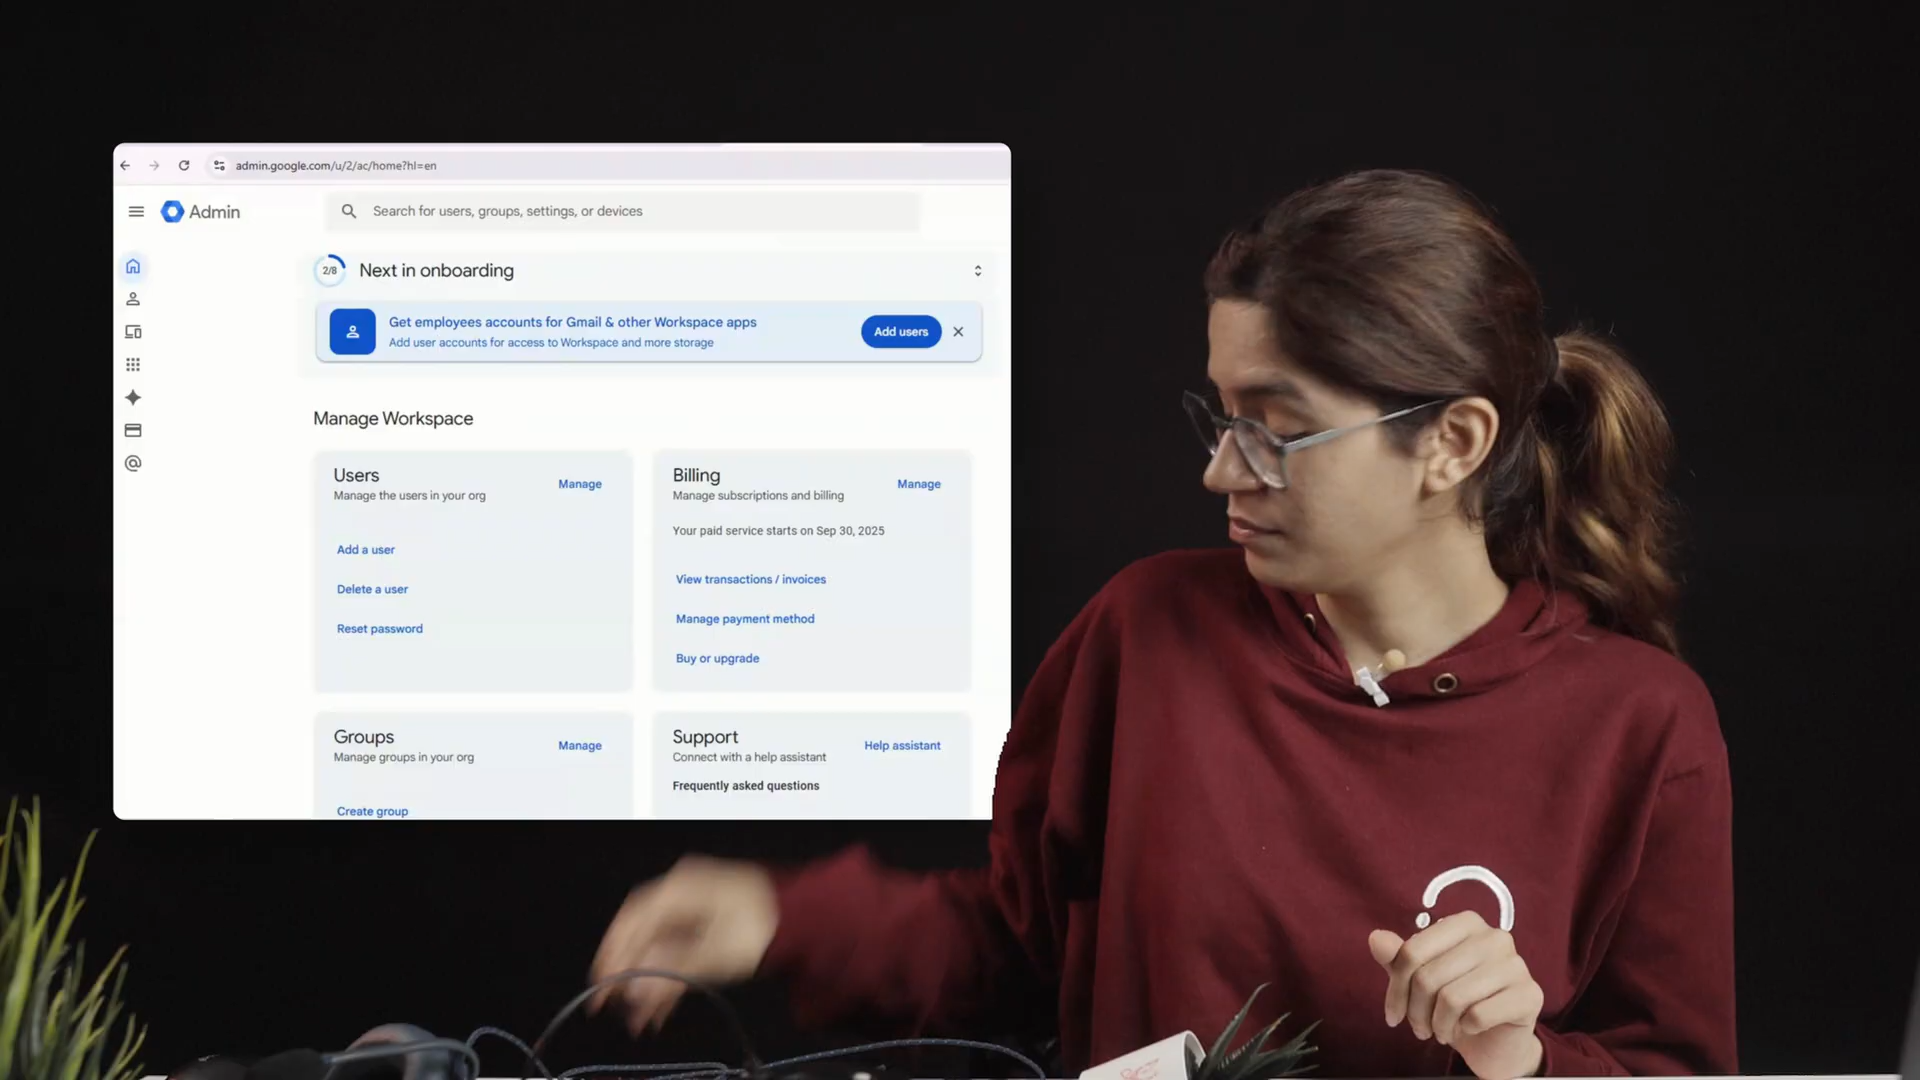 admin.google.com/u/2/ac/home?hl=en
Admin
Search for users, groups, settings, or devices
2/8
Next in onboarding
Get employees accounts for Gmail & other Workspace apps
Add user accounts for access to Workspace and more storage
Add users
Manage Workspace
Users
Manage the users in your org
Manage
Add a user
Delete a user
Reset password
Billing
Manage subscriptions and billing
Manage
Your paid service starts on Sep 30, 2025
View transactions / invoices
Manage payment method
Buy or upgrade
Groups
Manage groups in your org
Manage
Create group
Support
Connect with a help assistant
Help assistant
Frequently asked questions